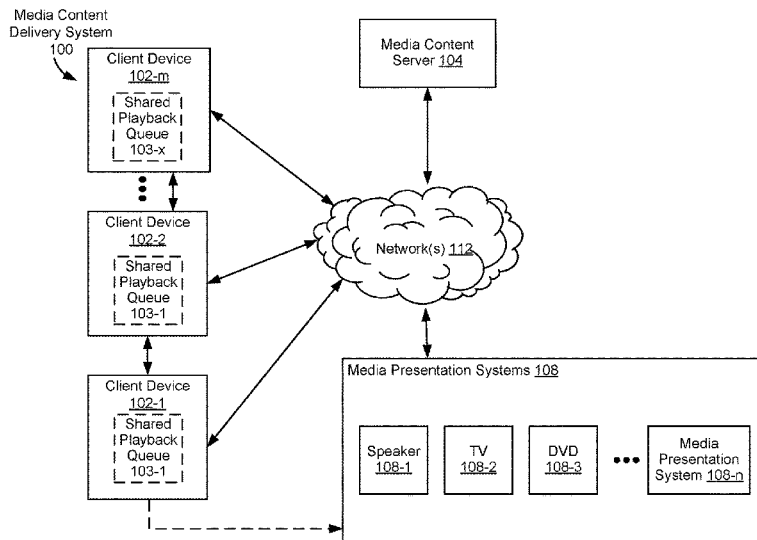 Media Content
Delivery System
100
Client Device
102-m
Shared
Playback
Queue
103-x
Media Content
Server 104
Client Device
102-2
Shared
Playback
Queue
103-1
Network(s) 112
Client Device
102-1
Shared
Playback
Queue
103-1
Media Presentation Systems 108
Speaker
108-1
TV
108-2
DVD
108-3
Media
Presentation
System 108-n